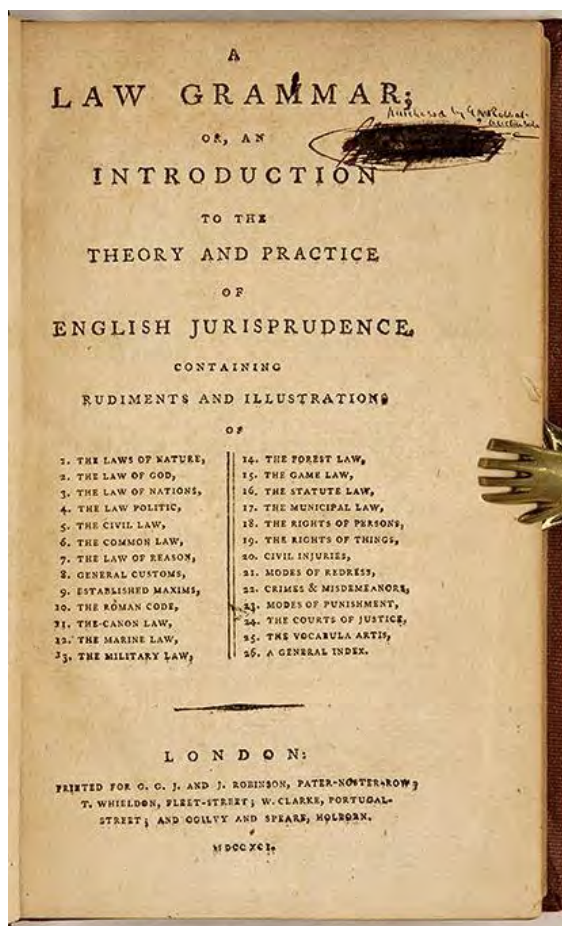 A
LAW GRAMMAR;
OR, AN
INTRODUCTION
TO THE
THEORY AND PRACTICE
OF
ENGLISH JURISPRUDENCE,
CONTAINING
RUDIMENTS AND ILLUSTRATIONS
OF
1. THE LAWS OF NATURE,
2. THE LAW OF GOD,
3. THE LAW OF NATIONS,
4. THE LAW POLITIC,
5. THE CIVIL LAW,
6. THE COMMON LAW,
7. THE LAW OF REASON,
8. GENERAL CUSTOMS,
9. ESTABLISHED MAXIMS,
10. THE ROMAN CODE,
11. THE CANON LAW,
12. THE MARINE LAW,
13. THE MILITARY LAW,
14. THE FOREST LAW,
15. THE GAME LAW,
16. THE STATUTE LAW,
17. THE MUNICIPAL LAW,
18. THE RIGHTS OF PERSONS,
19. THE RIGHTS OF THINGS,
20. CIVIL INJURIES,
21. MODES OF REDRESS,
22. CRIMES & MISDEMEANORS,
23. MODES OF PUNISHMENT,
24. THE COURTS OF JUSTICE,
25. THE VOCABULA ARTIS,
26. A GENERAL INDEX.
LONDON:
PRINTED FOR G. G. J. AND J. ROBINSON, PATER-NOSTER-ROW;
T. WHIELDON, FLEET-STREET; W. CLARKE, PORTUGAL-
STREET; AND OGILVY AND SPEARE, HOLBORN.
MDCCXCI.